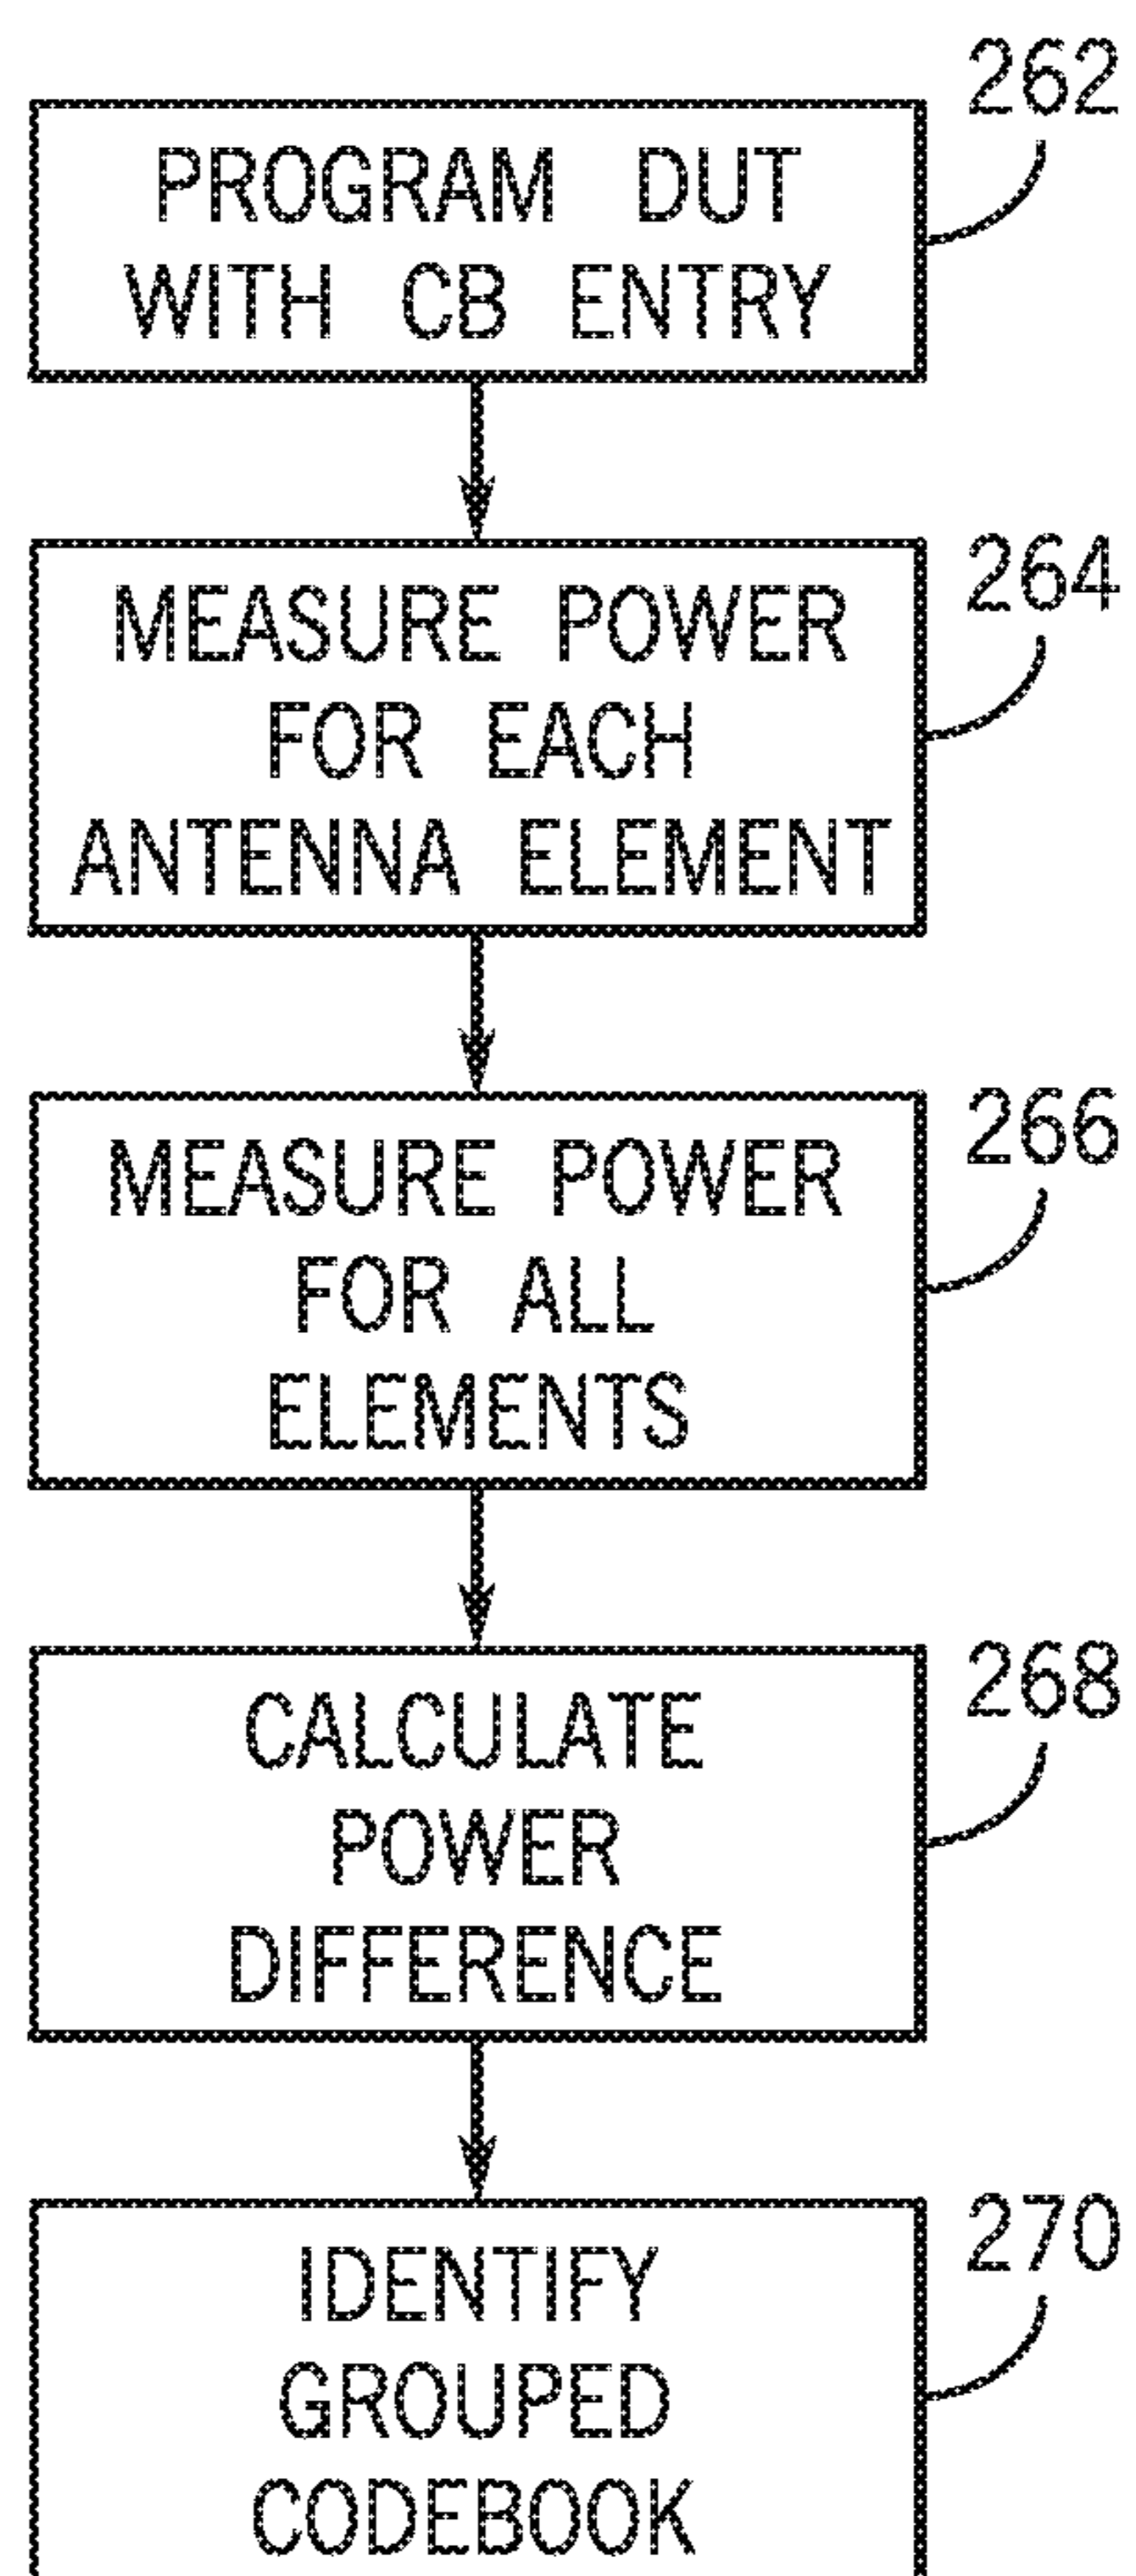 262
PROGRAM DUT
WITH CB ENTRY
264
MEASURE POWER
FOR EACH
ANTENNA ELEMENT
266
MEASURE POWER
FOR ALL
ELEMENTS
268
CALCULATE
POWER
DIFFERENCE
270
IDENTIFY
GROUPED
CODEBOOK